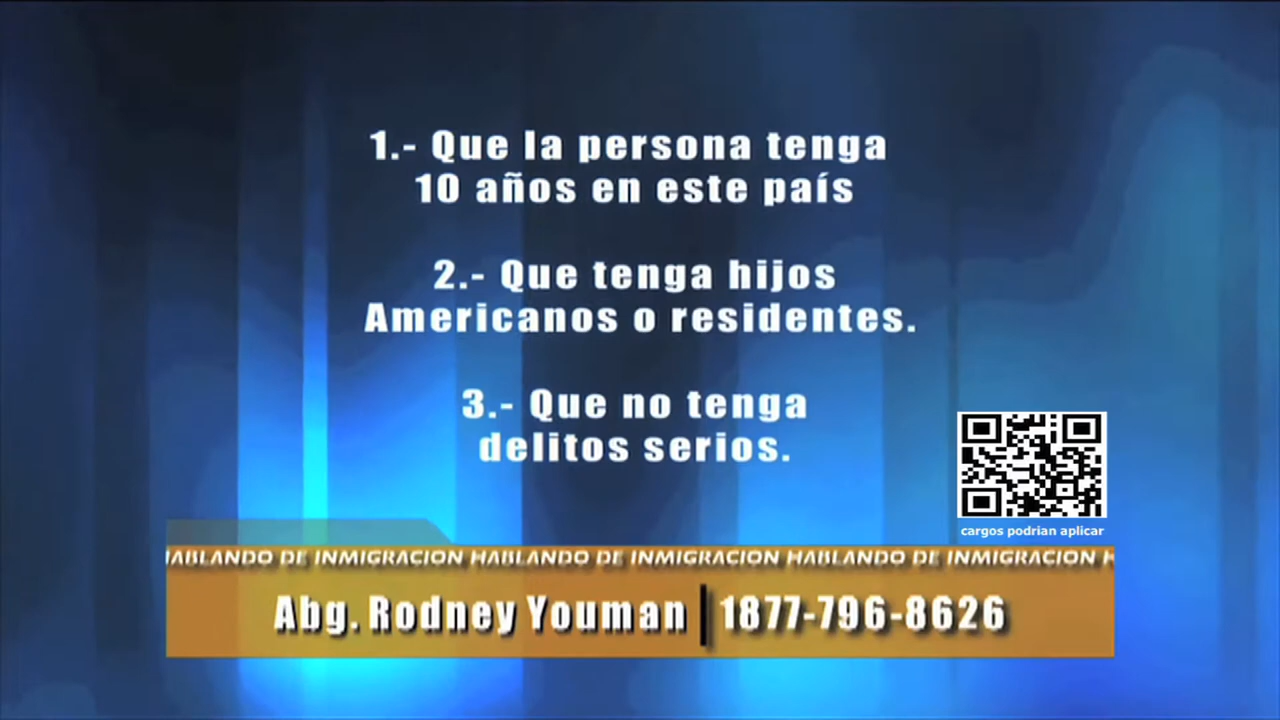 1.- Que la persona tenga
10 años en este país
2.- Que tenga hijos
Americanos o residentes.
3.- Que no tenga
delitos serios.
cargos podrian aplicar
HABLANDO DE INMIGRACION HABLANDO DE INMIGRACION HABLANDO DE INMIGRACION H
Abg. Rodney Youman | 1877-796-8626